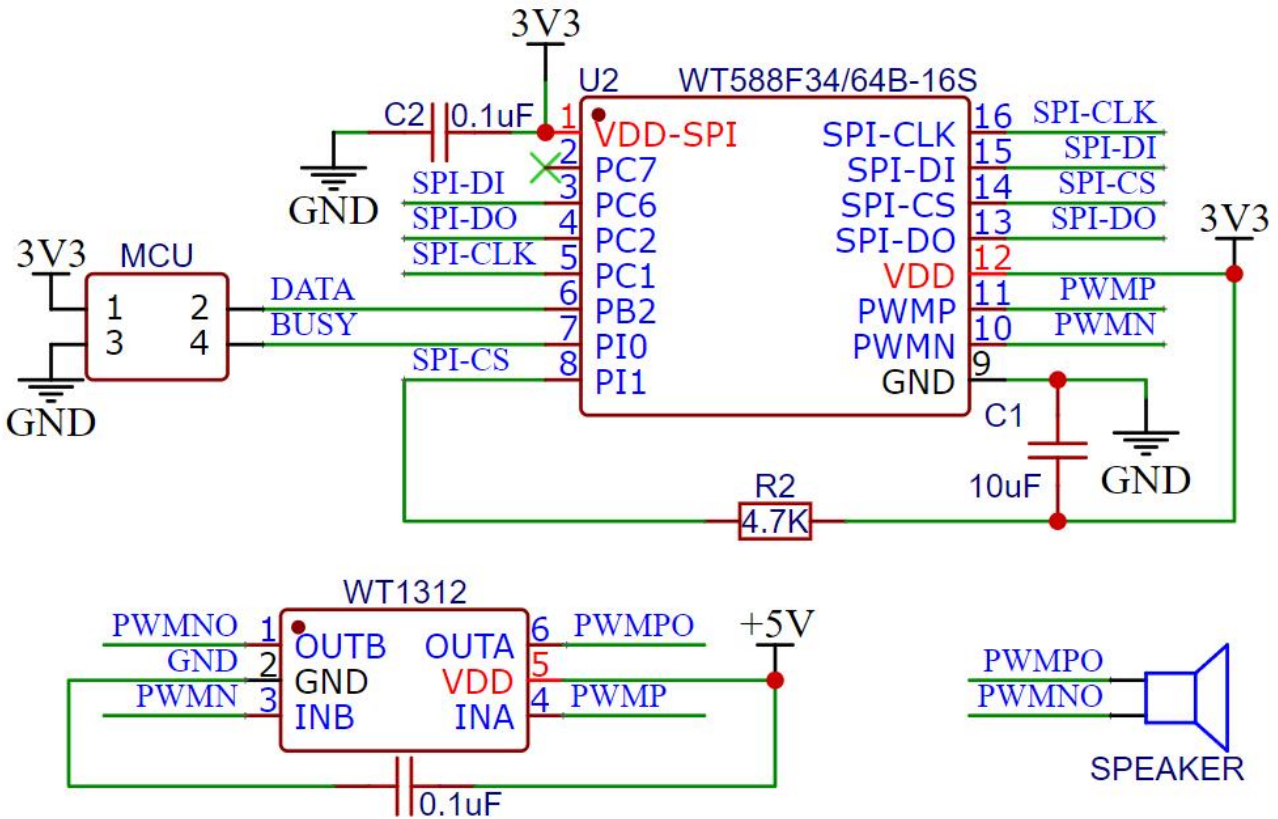 3V3
U2 WT588F34/64B-16S
C2 0.1uF
GND
1 VDD-SPI
2 PC7
SPI-DI 3 PC6
SPI-DO 4 PC2
SPI-CLK 5 PC1
6 PB2
7 PI0
SPI-CS 8 PI1
SPI-CLK 16 SPI-CLK
SPI-DI 15 SPI-DI
SPI-CS 14 SPI-CS
SPI-DO 13 SPI-DO
VDD 12
PWMP 11 PWMP
PWMN 10 PWMN
GND 9
3V3
3V3
MCU
1 2 DATA
3 4 BUSY
GND
C1
10uF
GND
R2
4.7K
WT1312
PWMNO 1 OUTB OUTA 6 PWMPO
GND 2 GND VDD 5
PWMN 3 INB INA 4 PWMP
+5V
0.1uF
PWMPO
PWMNO
SPEAKER